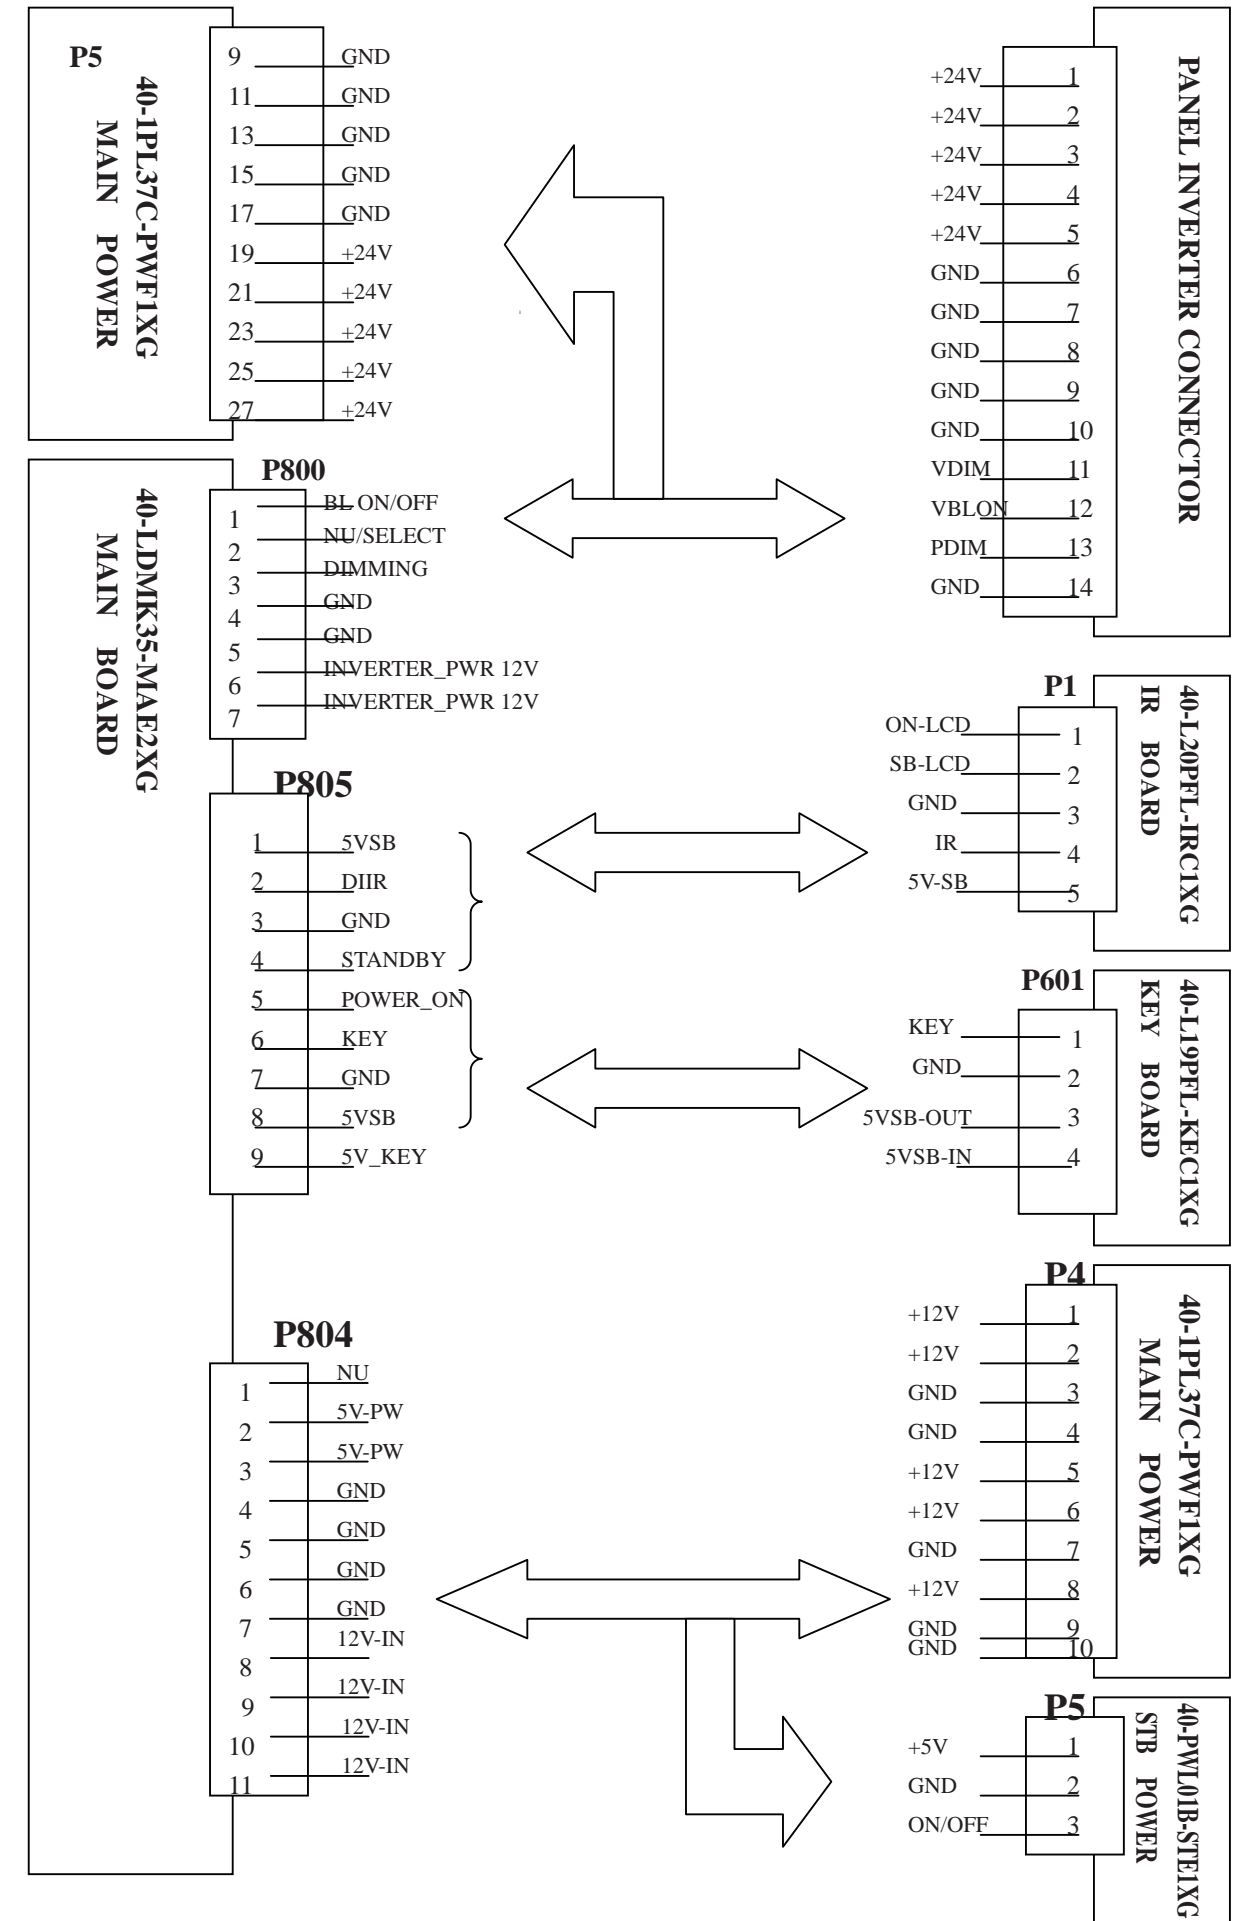 P5
40-1PL37C-PWF1XG
MAIN POWER
9 GND
11 GND
13 GND
15 GND
17 GND
19 +24V
21 +24V
23 +24V
25 +24V
27 +24V
+24V 1
+24V 2
+24V 3
+24V 4
+24V 5
GND 6
GND 7
GND 8
GND 9
GND 10
VDIM 11
VBLON 12
PDIM 13
GND 14
PANEL INVERTER CONNECTOR
40-LDMK35-MAE2XG
MAIN BOARD
P800
1 BL ON/OFF
2 NU/SELECT
3 DIMMING
4 GND
5 GND
6 INVERTER_PWR 12V
7 INVERTER_PWR 12V
P1
ON-LCD 1
SB-LCD 2
GND 3
IR 4
5V-SB 5
40-L20PFL-IRC1XG
IR BOARD
P805
1 5VSB
2 DIIR
3 GND
4 STANDBY
5 POWER_ON
6 KEY
7 GND
8 5VSB
9 5V_KEY
P601
KEY 1
GND 2
5VSB-OUT 3
5VSB-IN 4
40-L19PFL-KEC1XG
KEY BOARD
P804
1 NU
2 5V-PW
3 5V-PW
4 GND
5 GND
6 GND
7 GND
8 12V-IN
9 12V-IN
10 12V-IN
11 12V-IN
P4
+12V 1
+12V 2
GND 3
GND 4
+12V 5
+12V 6
GND 7
+12V 8
GND 9
GND 10
40-1PL37C-PWF1XG
MAIN POWER
P5
+5V 1
GND 2
ON/OFF 3
40-PWL01B-STE1XG
STB POWER